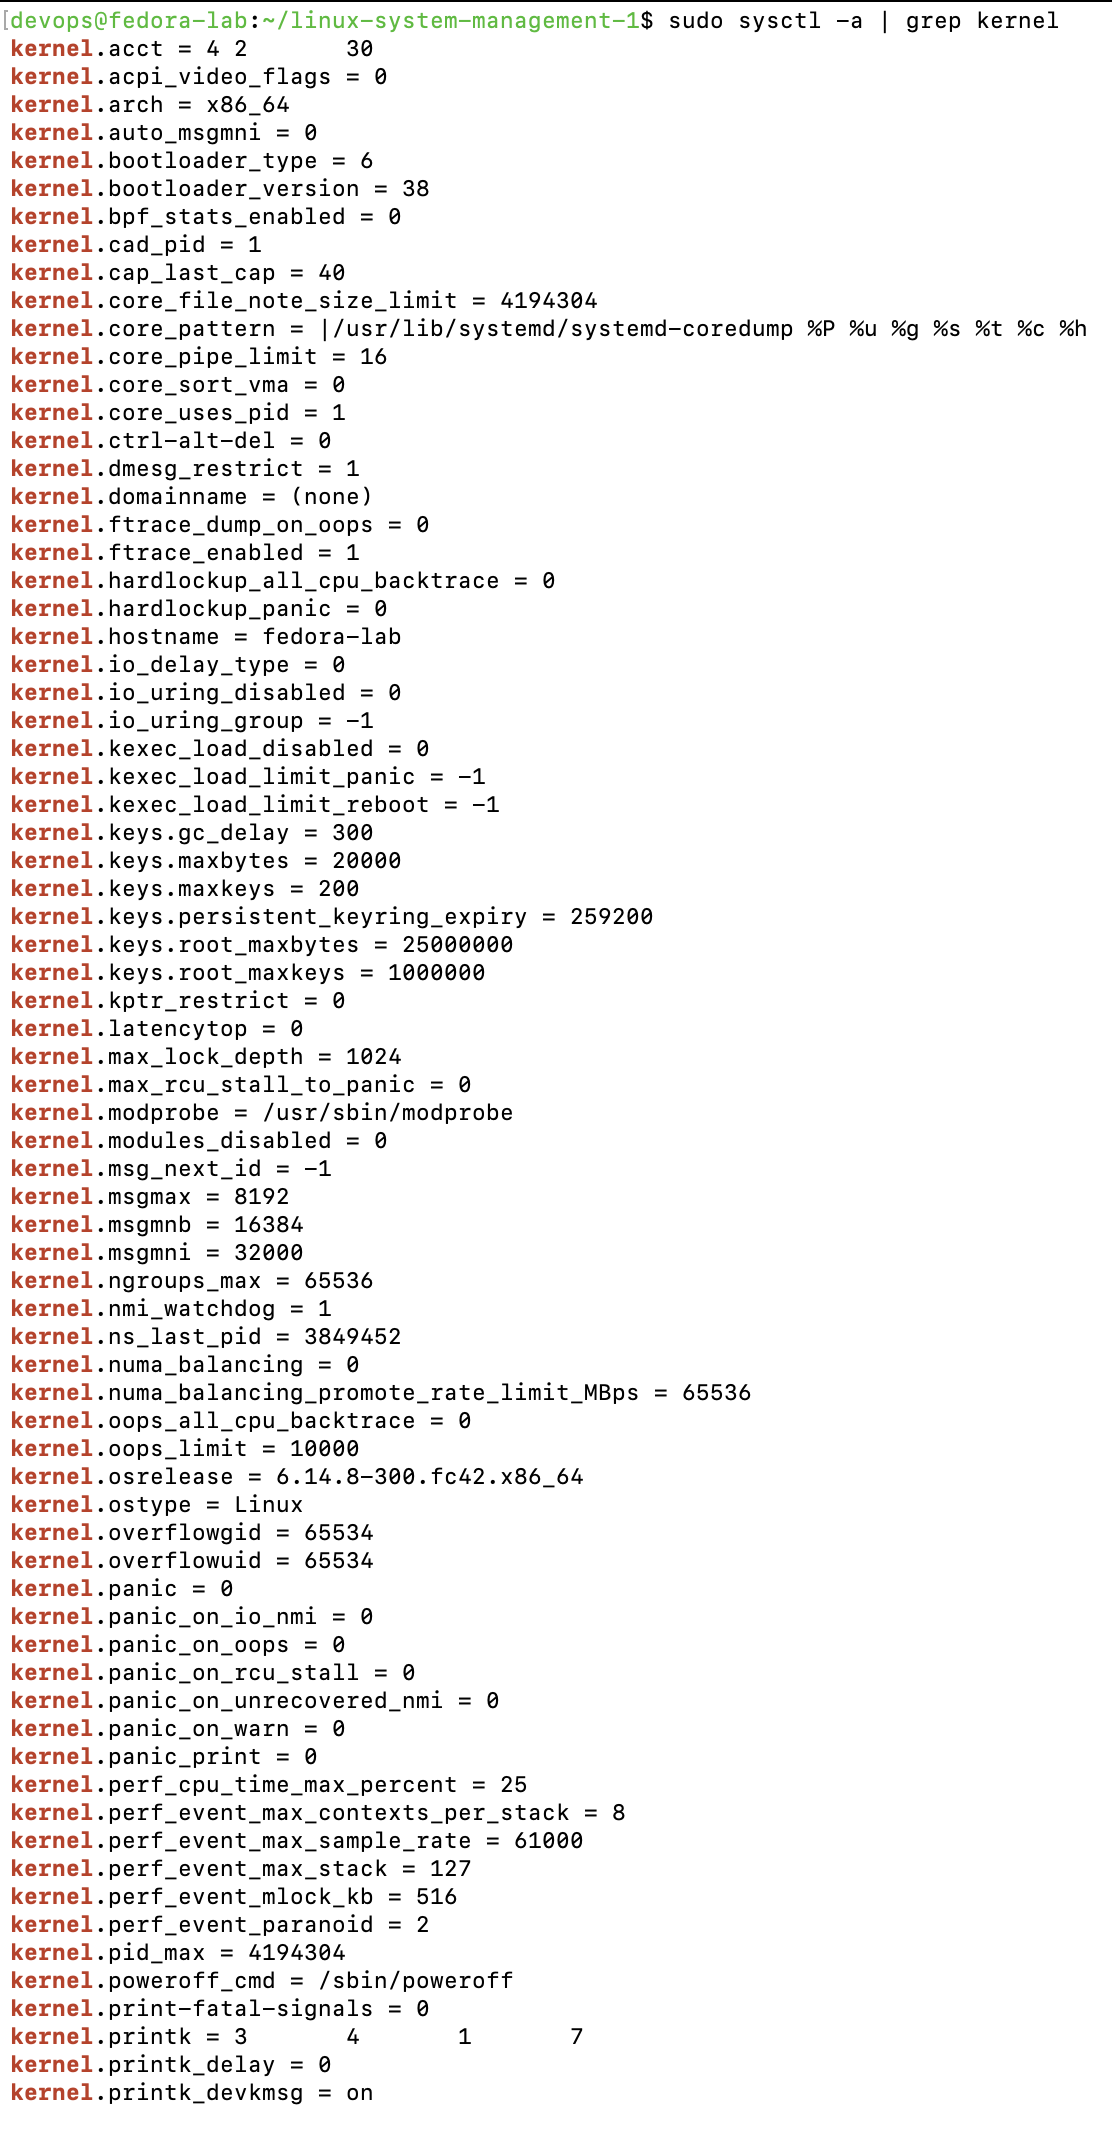 [devops@fedora-lab:~/linux-system-management-1$ sudo sysctl -a | grep kernel
kernel.acct = 4 2       30
kernel.acpi_video_flags = 0
kernel.arch = x86_64
kernel.auto_msgmni = 0
kernel.bootloader_type = 6
kernel.bootloader_version = 38
kernel.bpf_stats_enabled = 0
kernel.cad_pid = 1
kernel.cap_last_cap = 40
kernel.core_file_note_size_limit = 4194304
kernel.core_pattern = |/usr/lib/systemd/systemd-coredump %P %u %g %s %t %c %h
kernel.core_pipe_limit = 16
kernel.core_sort_vma = 0
kernel.core_uses_pid = 1
kernel.ctrl-alt-del = 0
kernel.dmesg_restrict = 1
kernel.domainname = (none)
kernel.ftrace_dump_on_oops = 0
kernel.ftrace_enabled = 1
kernel.hardlockup_all_cpu_backtrace = 0
kernel.hardlockup_panic = 0
kernel.hostname = fedora-lab
kernel.io_delay_type = 0
kernel.io_uring_disabled = 0
kernel.io_uring_group = -1
kernel.kexec_load_disabled = 0
kernel.kexec_load_limit_panic = -1
kernel.kexec_load_limit_reboot = -1
kernel.keys.gc_delay = 300
kernel.keys.maxbytes = 20000
kernel.keys.maxkeys = 200
kernel.keys.persistent_keyring_expiry = 259200
kernel.keys.root_maxbytes = 25000000
kernel.keys.root_maxkeys = 1000000
kernel.kptr_restrict = 0
kernel.latencytop = 0
kernel.max_lock_depth = 1024
kernel.max_rcu_stall_to_panic = 0
kernel.modprobe = /usr/sbin/modprobe
kernel.modules_disabled = 0
kernel.msg_next_id = -1
kernel.msgmax = 8192
kernel.msgmnb = 16384
kernel.msgmni = 32000
kernel.ngroups_max = 65536
kernel.nmi_watchdog = 1
kernel.ns_last_pid = 3849452
kernel.numa_balancing = 0
kernel.numa_balancing_promote_rate_limit_MBps = 65536
kernel.oops_all_cpu_backtrace = 0
kernel.oops_limit = 10000
kernel.osrelease = 6.14.8-300.fc42.x86_64
kernel.ostype = Linux
kernel.overflowgid = 65534
kernel.overflowuid = 65534
kernel.panic = 0
kernel.panic_on_io_nmi = 0
kernel.panic_on_oops = 0
kernel.panic_on_rcu_stall = 0
kernel.panic_on_unrecovered_nmi = 0
kernel.panic_on_warn = 0
kernel.panic_print = 0
kernel.perf_cpu_time_max_percent = 25
kernel.perf_event_max_contexts_per_stack = 8
kernel.perf_event_max_sample_rate = 61000
kernel.perf_event_max_stack = 127
kernel.perf_event_mlock_kb = 516
kernel.perf_event_paranoid = 2
kernel.pid_max = 4194304
kernel.poweroff_cmd = /sbin/poweroff
kernel.print-fatal-signals = 0
kernel.printk = 3       4       1       7
kernel.printk_delay = 0
kernel.printk_devkmsg = on